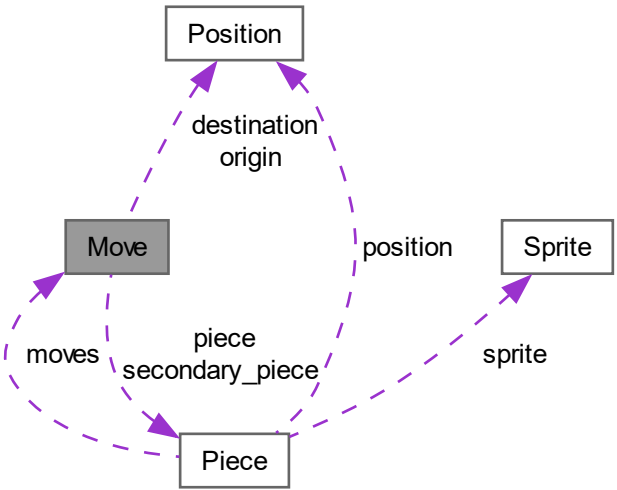 Position
destination
origin
Move
position
Sprite
piece
moves
secondary_piece
sprite
Piece